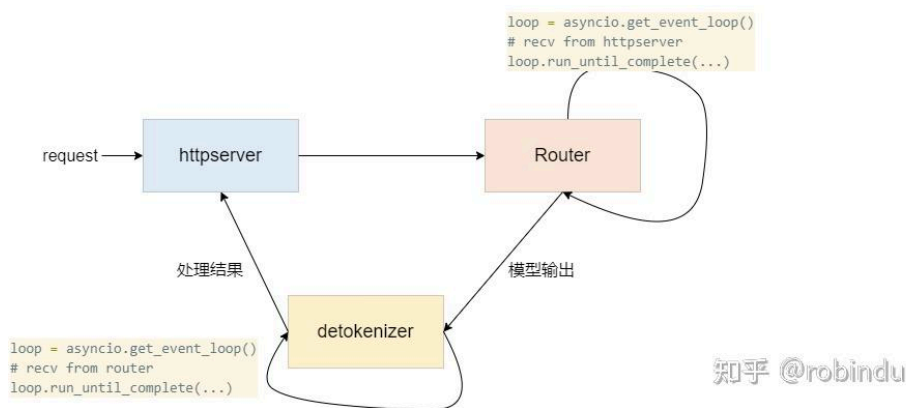 loop = asyncio.get_event_loop()
# recv from httpserver
loop.run_until_complete(...)
request
httpserver
Router
处理结果
模型输出
detokenizer
loop = asyncio.get_event_loop()
# recv from router
loop.run_until_complete(...)
知乎 @robindu